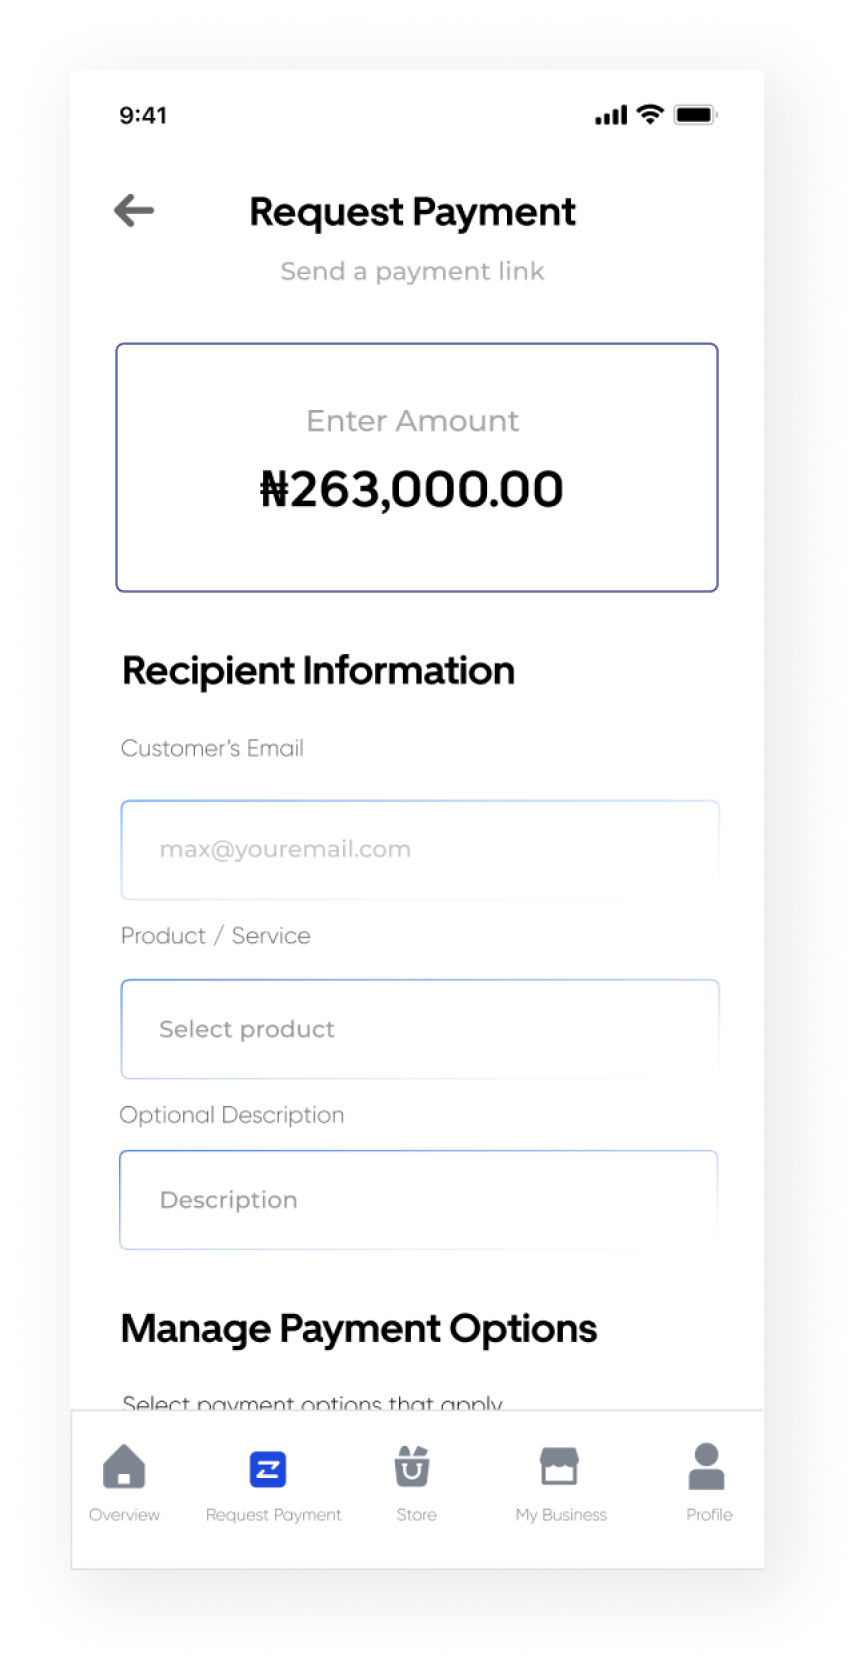 9:41
Request Payment
Send a payment link
Enter Amount
₦263,000.00
Recipient Information
Customer’s Email
max@youremail.com
Product / Service
Select product
Optional Description
Description
Manage Payment Options
Select payment options that apply
Overview
Request Payment
Store
My Business
Profile